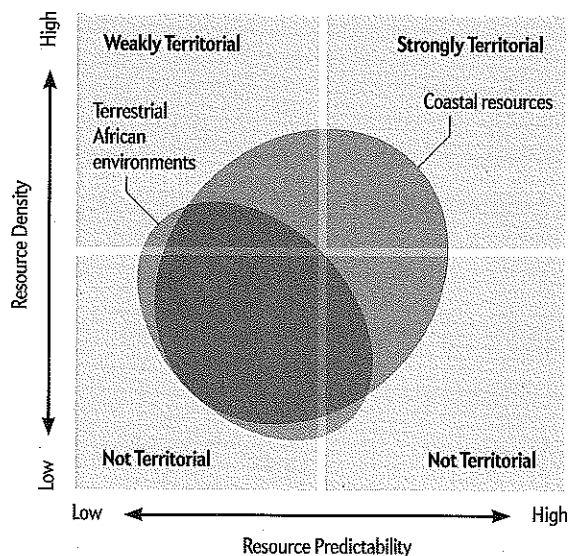 High
Weakly Territorial
Strongly Territorial
Coastal resources
Terrestrial
African
environments
Resource Density
Low
Not Territorial
Not Territorial
Low
High
Resource Predictability